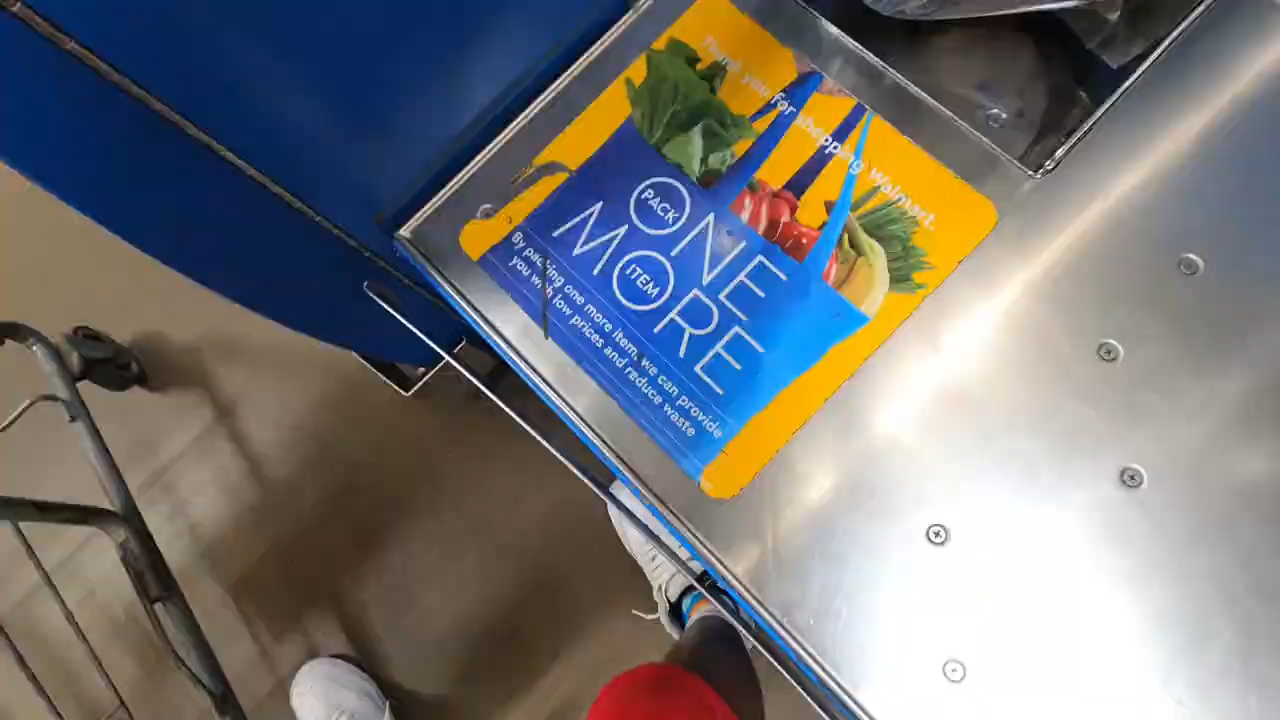 Thank you for shopping Walmart.
PACK
ONE
MORE
ITEM
By packing one more item, we can provide
you with low prices and reduce waste